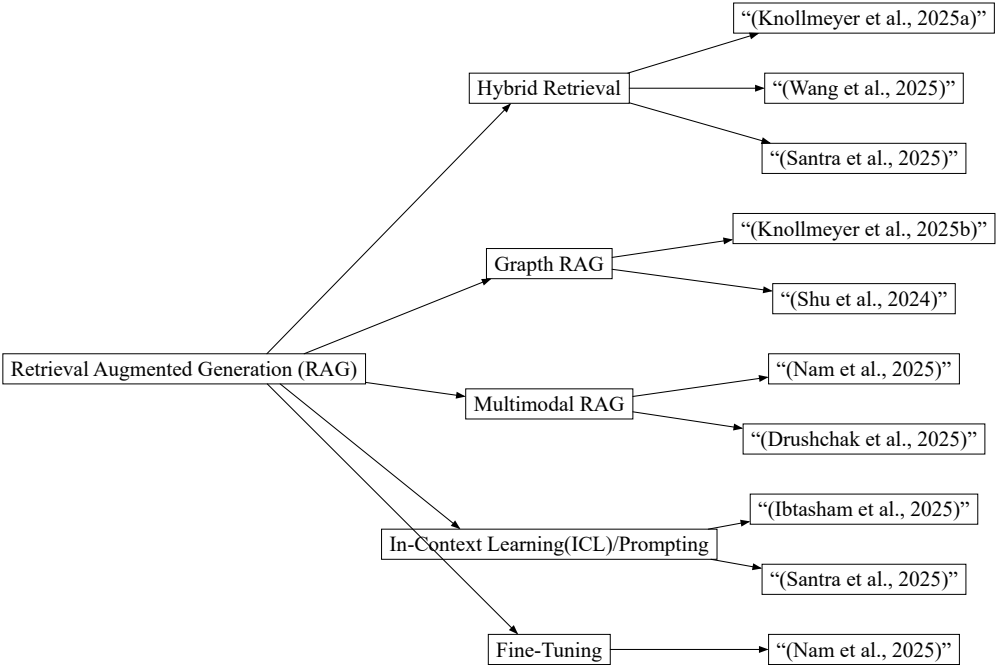 “(Knollmeyer et al., 2025a)”
Hybrid Retrieval
“(Wang et al., 2025)”
“(Santra et al., 2025)”
“(Knollmeyer et al., 2025b)”
Grapth RAG
“(Shu et al., 2024)”
Retrieval Augmented Generation (RAG)
“(Nam et al., 2025)”
Multimodal RAG
“(Drushchak et al., 2025)”
“(Ibtasham et al., 2025)”
In-Context Learning(ICL)/Prompting
“(Santra et al., 2025)”
Fine-Tuning
“(Nam et al., 2025)”